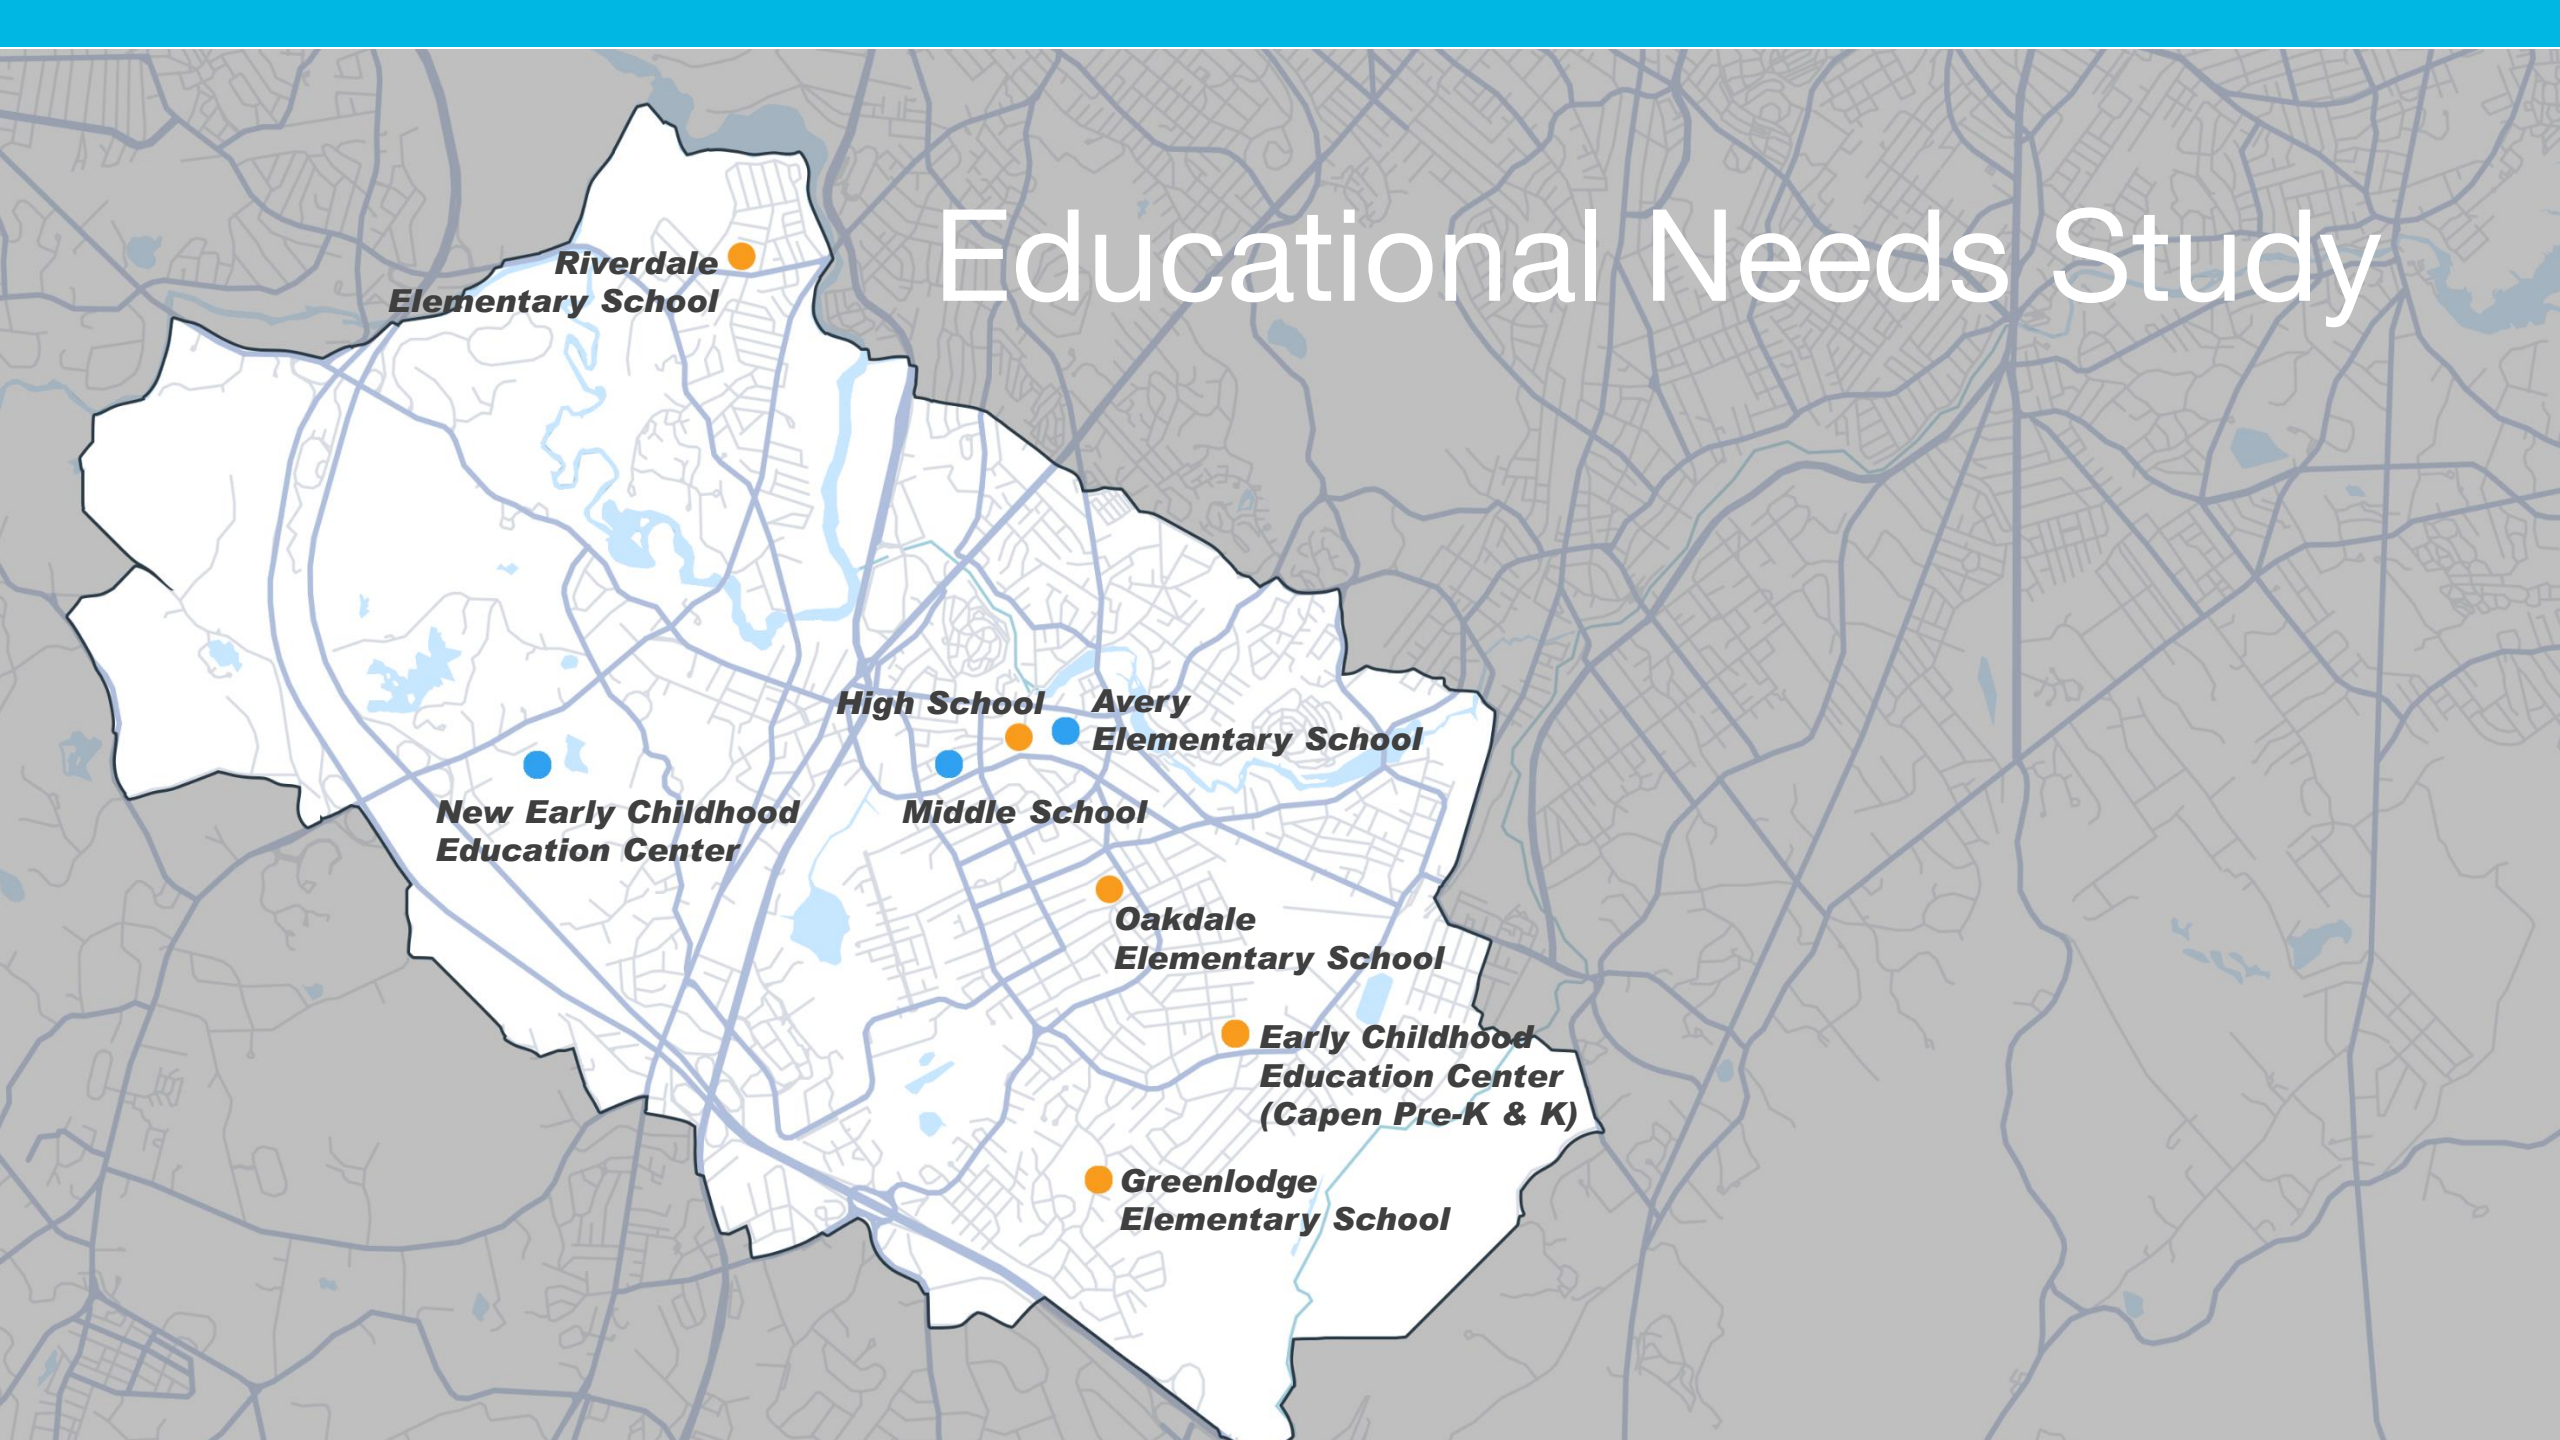 Educational Needs Study
Riverdale
Elementary School
High School
Avery
Elementary School
New Early Childhood
Education Center
Middle School
Oakdale
Elementary School
Early Childhood
Education Center
(Capen Pre-K & K)
Greenlodge
Elementary School